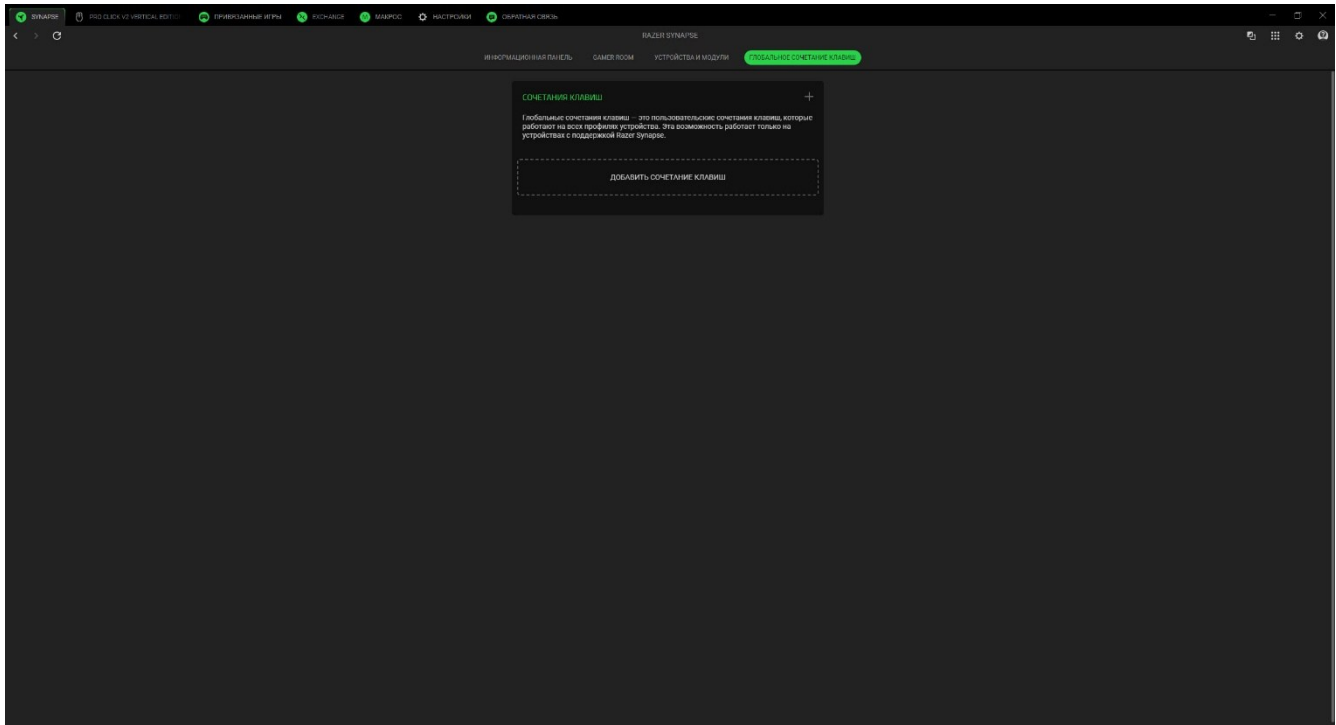 SYNAPSE PRO CLICK V2 VERTICAL EDITIO ПРИВЯЗАННЫЕ ИГРЫ EXCHANGE МАКРОС НАСТРОЙКИ ОБРАТНАЯ СВЯЗЬ
RAZER SYNAPSE
ИНФОРМАЦИОННАЯ ПАНЕЛЬ GAMER ROOM УСТРОЙСТВА И МОДУЛИ ГЛОБАЛЬНОЕ СОЧЕТАНИЕ КЛАВИШ
СОЧЕТАНИЯ КЛАВИШ
Глобальные сочетания клавиш – это пользовательские сочетания клавиш, которые
работают на всех профилях устройства. Эта возможность работает только на
устройствах с поддержкой Razer Synapse.
ДОБАВИТЬ СОЧЕТАНИЕ КЛАВИШ